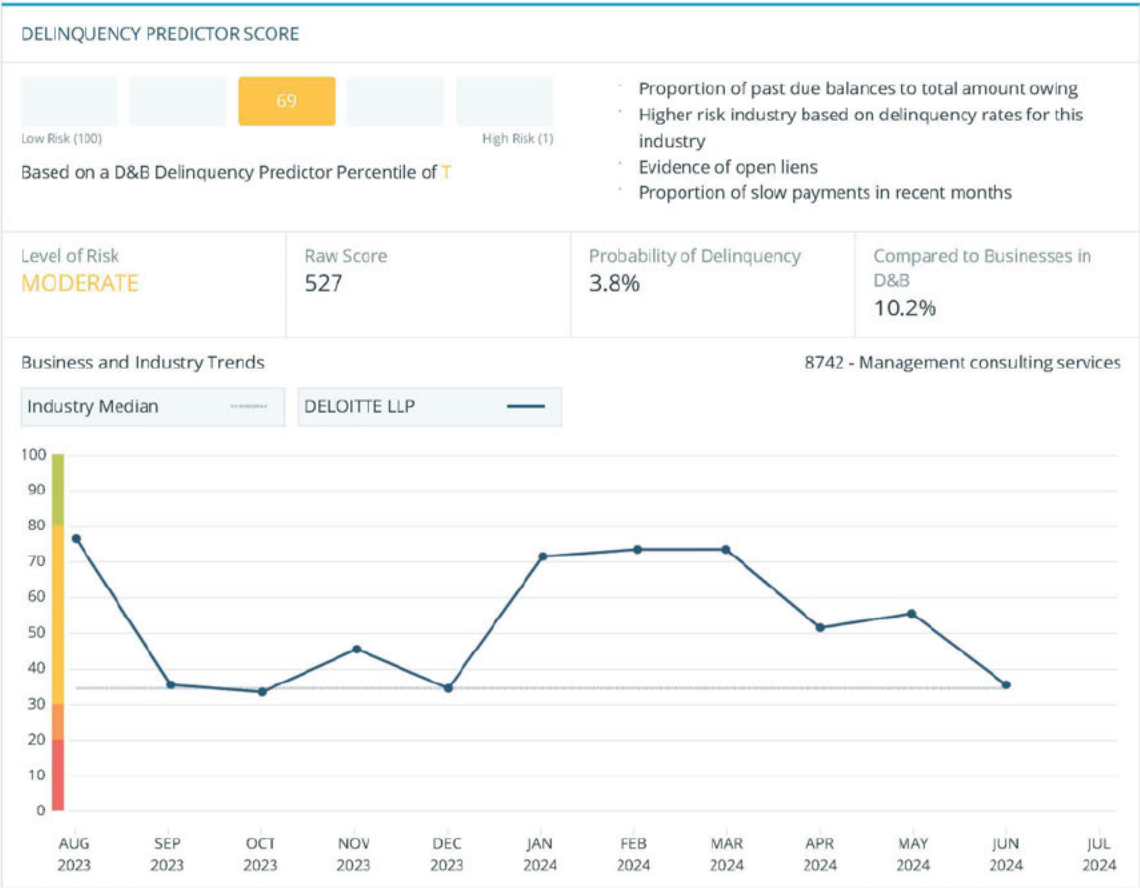 DELINQUENCY PREDICTOR SCORE
69
Low Risk (100)
High Risk (1)
Based on a D&B Delinquency Predictor Percentile of T
Proportion of past due balances to total amount owing
Higher risk industry based on delinquency rates for this
industry
Evidence of open liens
Proportion of slow payments in recent months
Level of Risk
MODERATE
Raw Score
527
Probability of Delinquency
3.8%
Compared to Businesses in
D&B
10.2%
Business and Industry Trends
8742 - Management consulting services
Industry Median
DELOITTE LLP
100
90
80
70
60
50
40
30
20
10
0
AUG SEP OCT NOV DEC JAN FEB MAR APR MAY JUN JUL
2023 2023 2023 2023 2023 2024 2024 2024 2024 2024 2024 2024